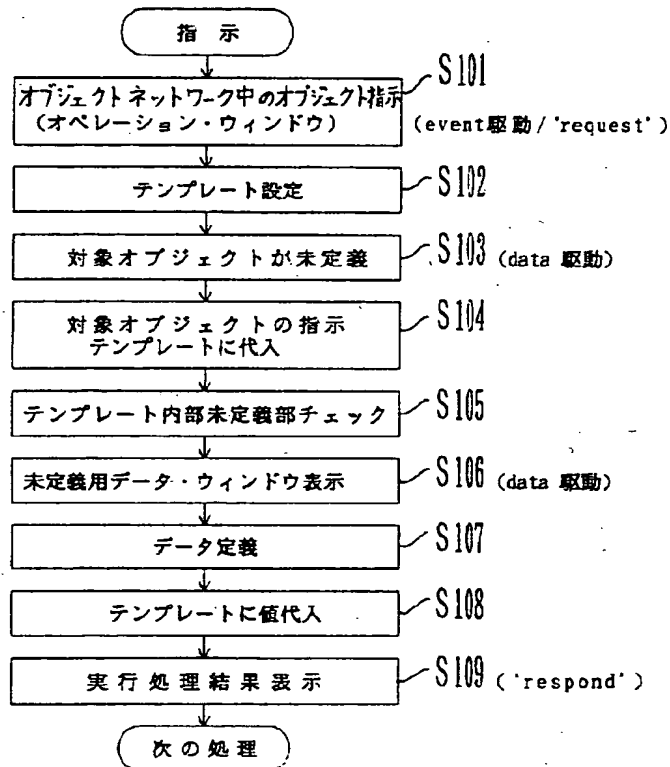 指示
オブジェクトネットワーク中のオブジェクト指示
(オペレーション・ウィンドウ)
S101
(event駆動/'request')
テンプレート設定
S102
対象オブジェクトが未定義
S103 (data 駆動)
対象オブジェクトの指示
テンプレートに代入
S104
テンプレート内部未定義部チェック
S105
未定義用データ・ウィンドウ表示
S106 (data 駆動)
データ定義
S107
テンプレートに値代入
S108
実行処理結果表示
S109 ('respond')
次の処理